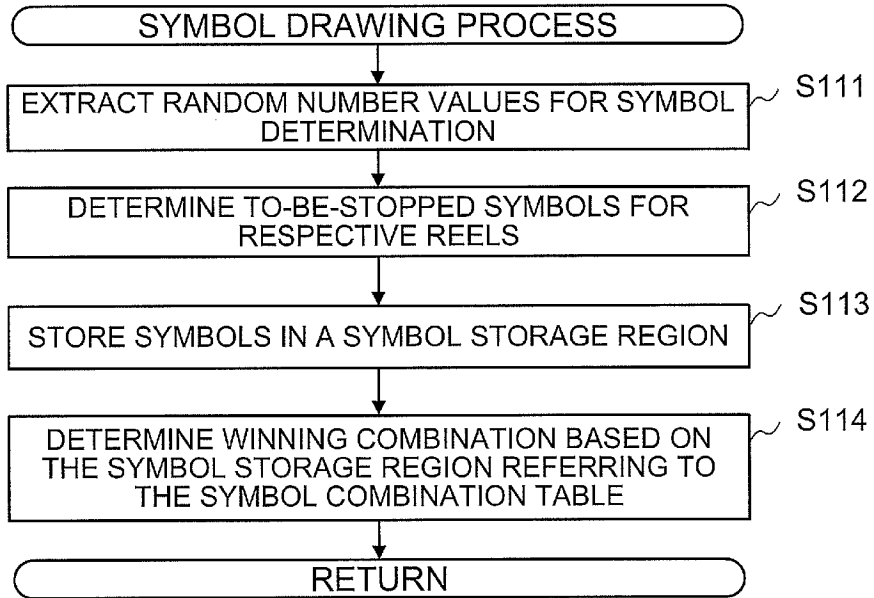 SYMBOL DRAWING PROCESS
EXTRACT RANDOM NUMBER VALUES FOR SYMBOL
DETERMINATION
S111
DETERMINE TO-BE-STOPPED SYMBOLS FOR
RESPECTIVE REELS
S112
STORE SYMBOLS IN A SYMBOL STORAGE REGION
S113
DETERMINE WINNING COMBINATION BASED ON
THE SYMBOL STORAGE REGION REFERRING TO
THE SYMBOL COMBINATION TABLE
S114
RETURN